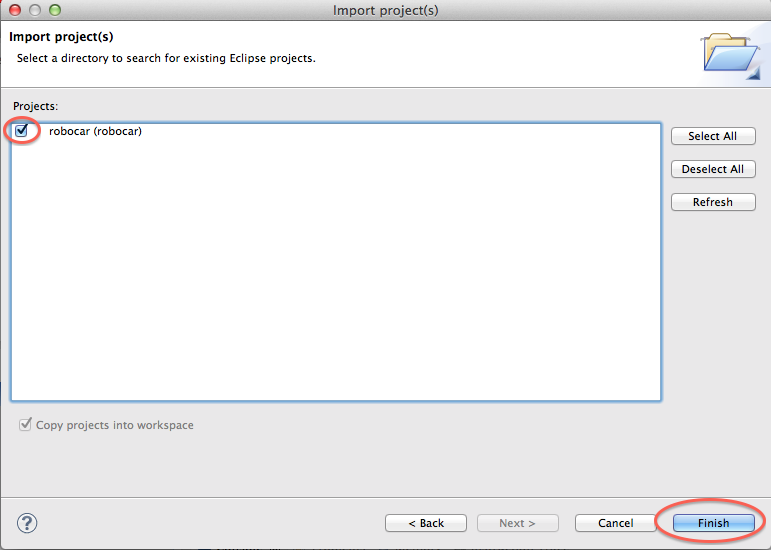 Import project(s)
Import project(s)
Select a directory to search for existing Eclipse projects.
Projects:
robocar (robocar)
Select All
Deselect All
Refresh
Copy projects into workspace
?
< Back
Next >
Cancel
Finish